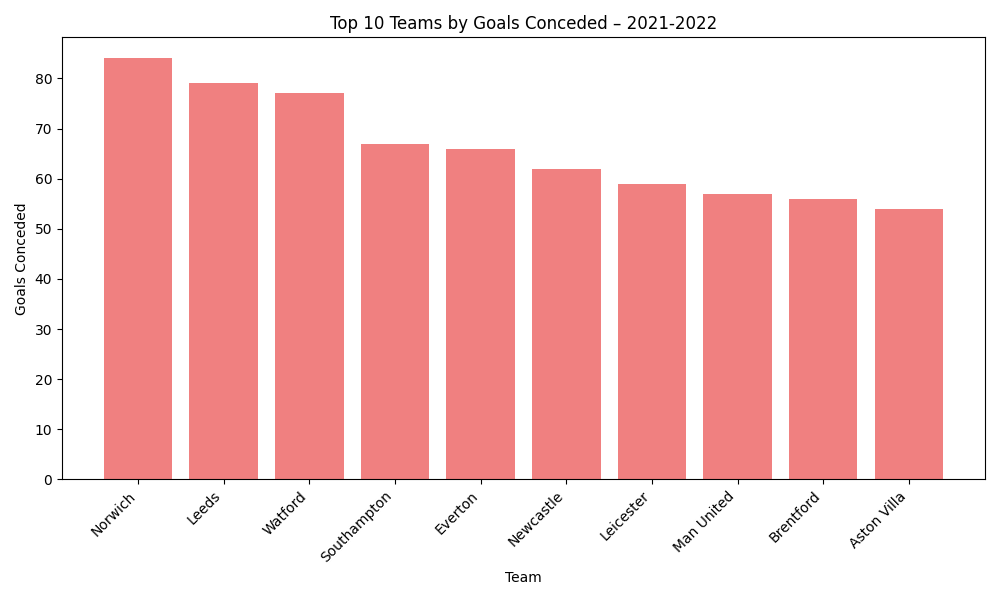 Top 10 Teams by Goals Conceded – 2021-2022
Goals Conceded
80
70
60
50
40
30
20
10
0
Norwich
Leeds
Watford
Southampton
Everton
Newcastle
Leicester
Man United
Brentford
Aston Villa
Team